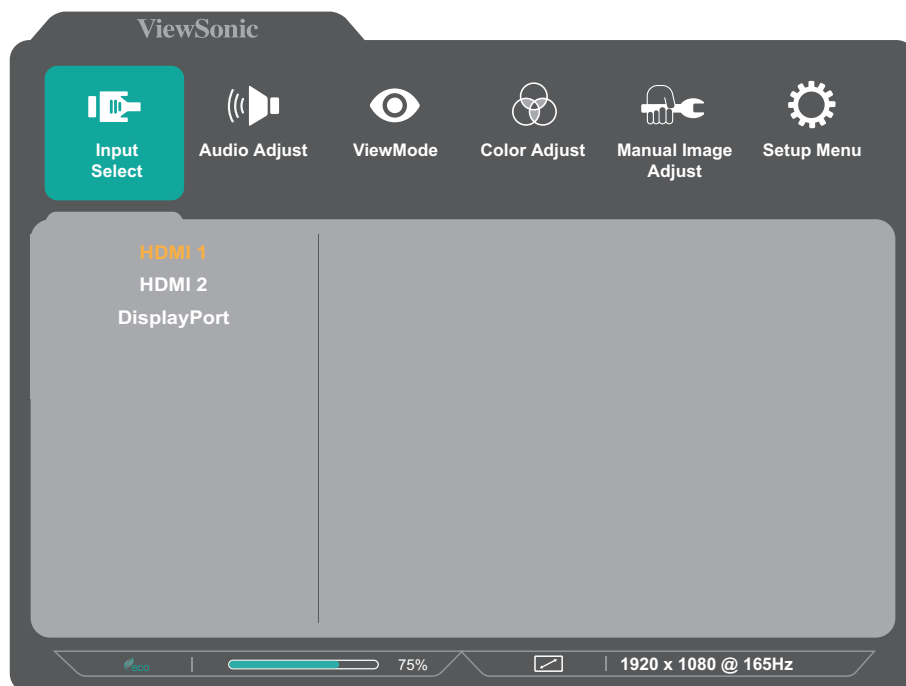 ViewSonic
Input
Select
Audio Adjust
ViewMode
Color Adjust
Manual Image
Adjust
Setup Menu
HDMI 1
HDMI 2
DisplayPort
eco
75%
1920 x 1080 @ 165Hz